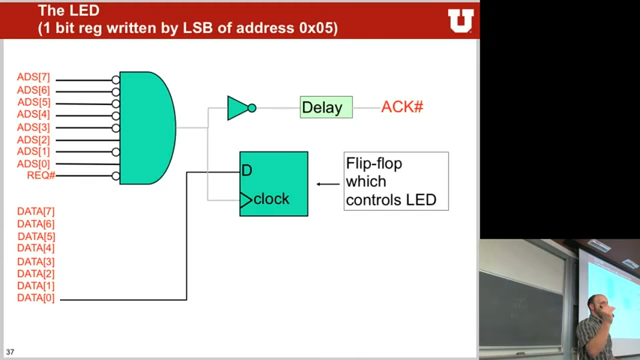 The LED
(1 bit reg written by LSB of address 0x05)
U
ADS[7]
ADS[6]
ADS[5]
ADS[4]
ADS[3]
ADS[2]
ADS[1]
ADS[0]
REQ#
Delay
ACK#
D
clock
Flip-flop
which
controls LED
DATA[7]
DATA[6]
DATA[5]
DATA[4]
DATA[3]
DATA[2]
DATA[1]
DATA[0]
37